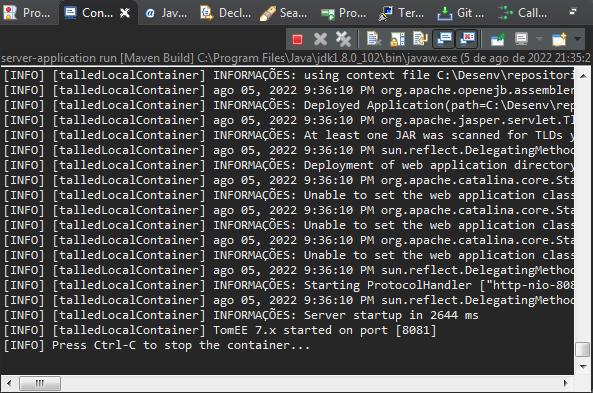 Pro... Con... Jav... Decl... Sea... Pro... Ter... Git ... Call...
server-application run [Maven Build] C:\Program Files\Java\jdk1.8.0_102\bin\javaw.exe (5 de ago de 2022 21:35:2
[INFO] [talledLocalContainer] INFORMAÇÕES: using context file C:\Desenv\repositori
[INFO] [talledLocalContainer] ago 05, 2022 9:36:10 PM org.apache.openejb.assembler
[INFO] [talledLocalContainer] INFORMAÇÕES: Deployed Application(path=C:\Desenv\rep
[INFO] [talledLocalContainer] ago 05, 2022 9:36:10 PM org.apache.jasper.servlet.Tl
[INFO] [talledLocalContainer] INFORMAÇÕES: At least one JAR was scanned for TLDs y
[INFO] [talledLocalContainer] ago 05, 2022 9:36:10 PM sun.reflect.DelegatingMethod
[INFO] [talledLocalContainer] INFORMAÇÕES: Deployment of web application directory
[INFO] [talledLocalContainer] ago 05, 2022 9:36:10 PM org.apache.catalina.core.Sta
[INFO] [talledLocalContainer] INFORMAÇÕES: Unable to set the web application class
[INFO] [talledLocalContainer] ago 05, 2022 9:36:10 PM org.apache.catalina.core.Sta
[INFO] [talledLocalContainer] INFORMAÇÕES: Unable to set the web application class
[INFO] [talledLocalContainer] ago 05, 2022 9:36:10 PM org.apache.catalina.core.Sta
[INFO] [talledLocalContainer] INFORMAÇÕES: Unable to set the web application class
[INFO] [talledLocalContainer] ago 05, 2022 9:36:10 PM sun.reflect.DelegatingMethod
[INFO] [talledLocalContainer] INFORMAÇÕES: Starting ProtocolHandler ["http-nio-808
[INFO] [talledLocalContainer] ago 05, 2022 9:36:10 PM sun.reflect.DelegatingMethod
[INFO] [talledLocalContainer] INFORMAÇÕES: Server startup in 2644 ms
[INFO] [talledLocalContainer] TomEE 7.x started on port [8081]
[INFO] Press Ctrl-C to stop the container...